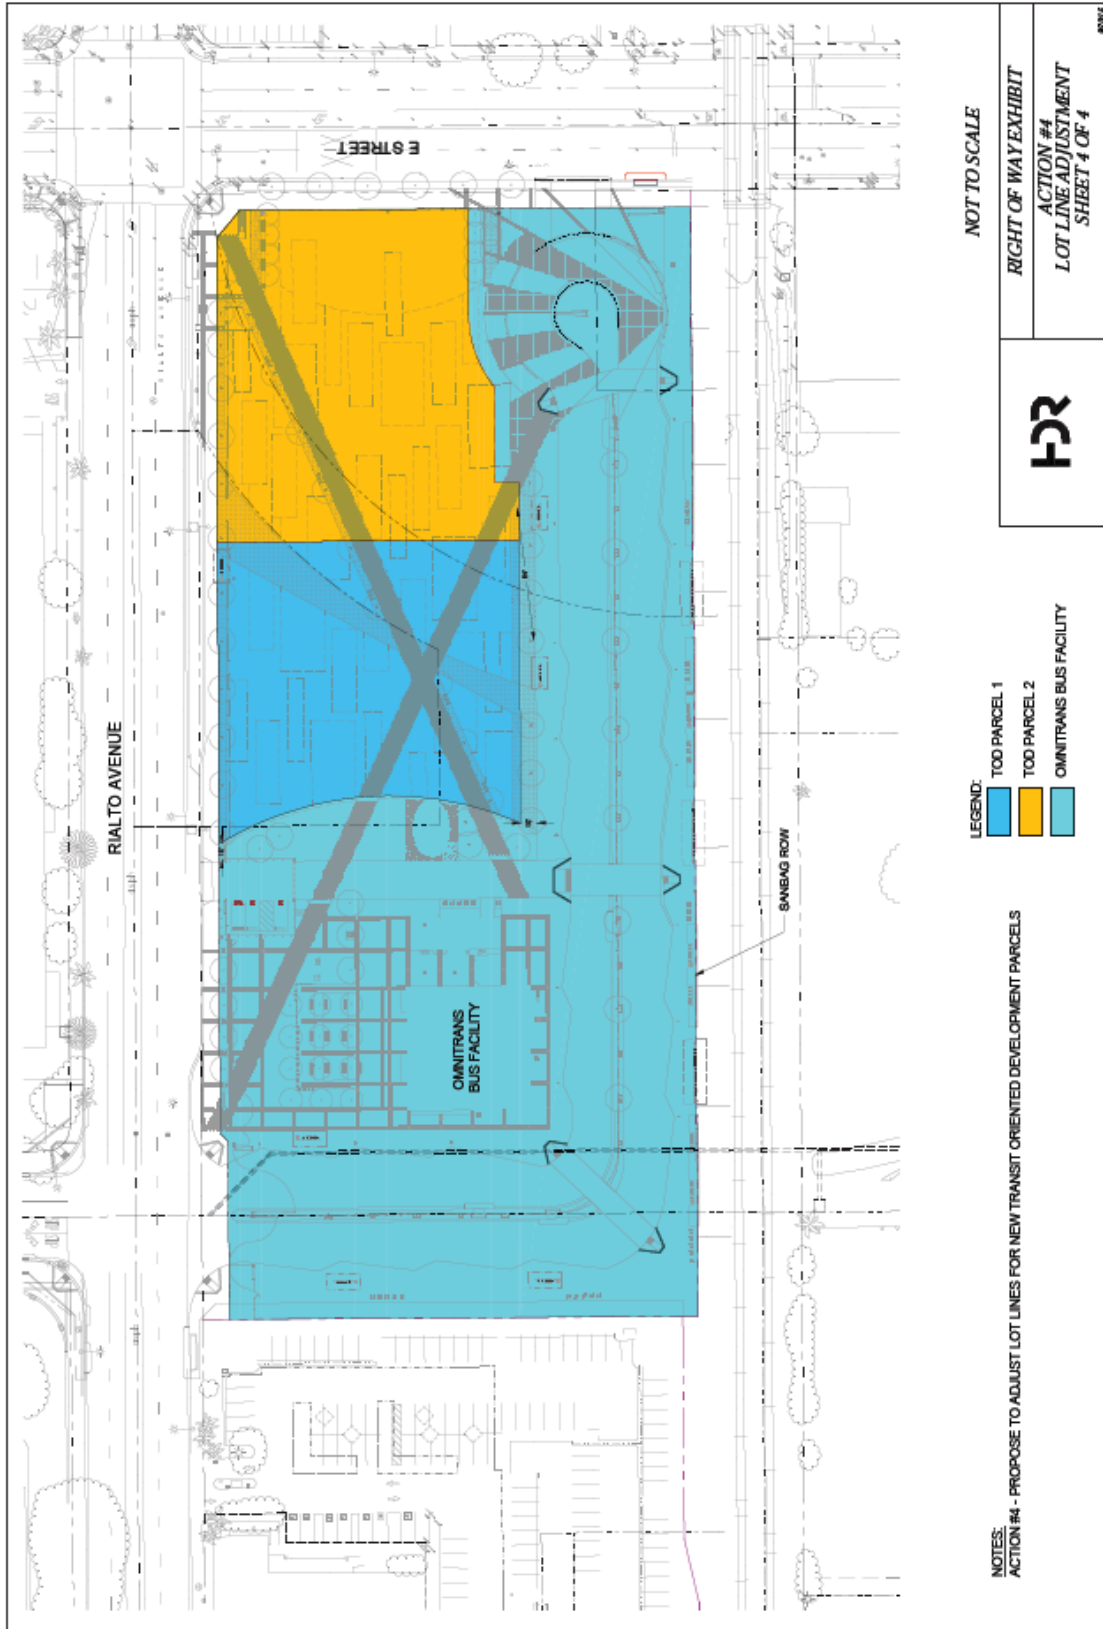 E STREET
RIALTO AVENUE
OMNITRANS
BUS FACILITY
SANBAG ROW
LEGEND:
TOD PARCEL 1
TOD PARCEL 2
OMNITRANS BUS FACILITY
NOTES:
ACTION #4 - PROPOSE TO ADJUST LOT LINES FOR NEW TRANSIT ORIENTED DEVELOPMENT PARCELS
NOT TO SCALE
HDR
RIGHT OF WAY EXHIBIT
ACTION #4
LOT LINE ADJUSTMENT
SHEET 4 OF 4